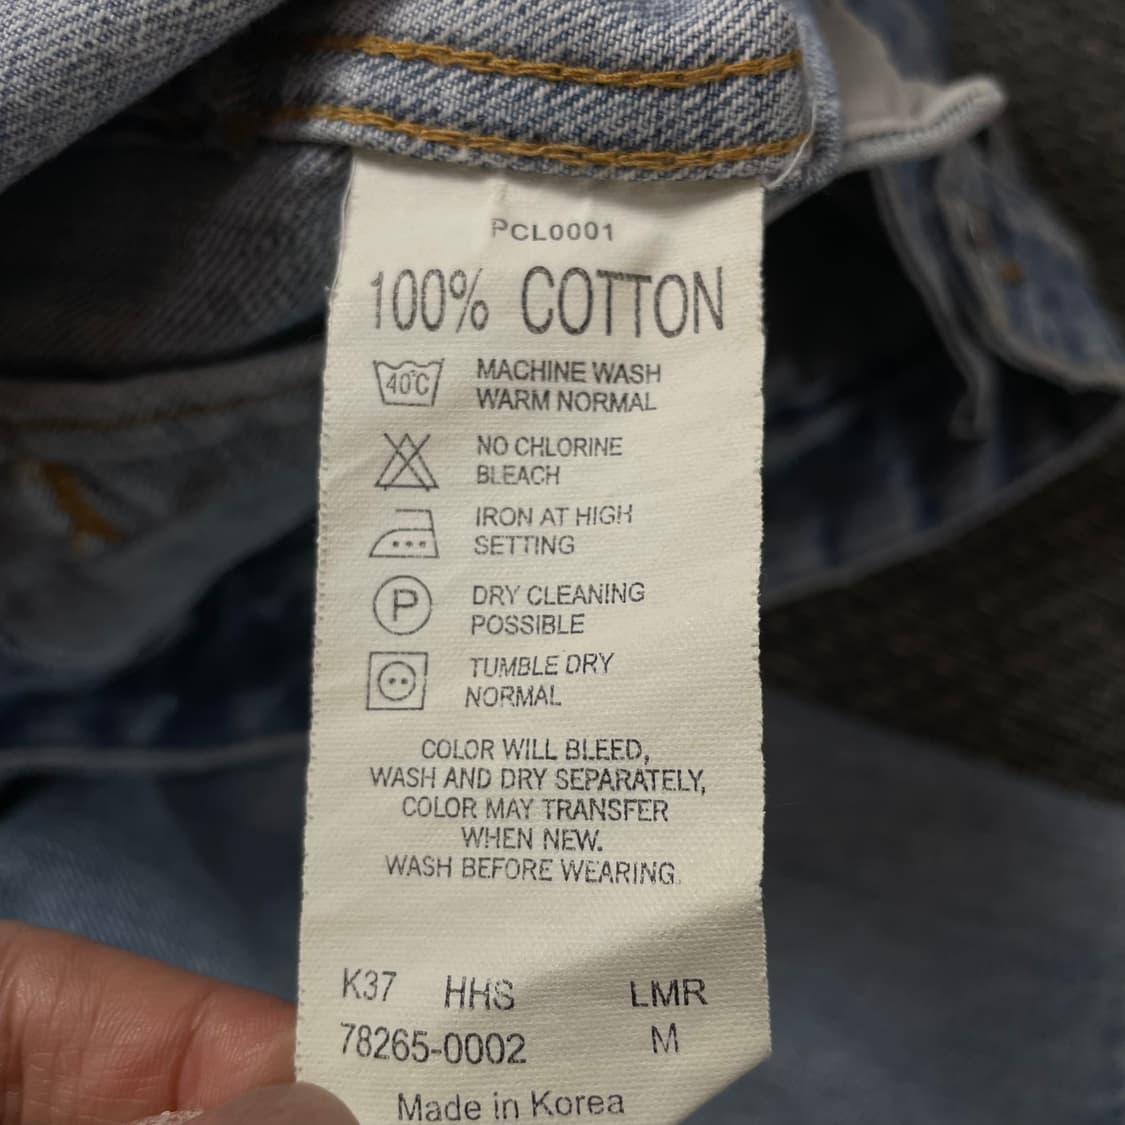 PCL0001
100% COTTON
40°C MACHINE WASH
WARM NORMAL
NO CHLORINE
BLEACH
IRON AT HIGH
SETTING
P DRY CLEANING
POSSIBLE
TUMBLE DRY
NORMAL
COLOR WILL BLEED,
WASH AND DRY SEPARATELY,
COLOR MAY TRANSFER
WHEN NEW.
WASH BEFORE WEARING.
K37 HHS LMR
78265-0002 M
Made in Korea